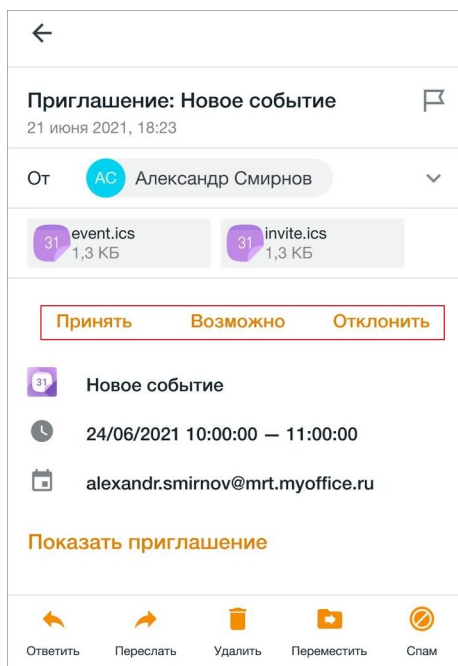 Приглашение: Новое событие
21 июня 2021, 18:23
От АС Александр Смирнов
31 event.ics 31 invite.ics
1,3 КБ 1,3 КБ
Принять Возможно Отклонить
31 Новое событие
24/06/2021 10:00:00 — 11:00:00
alexandr.smirnov@mrt.myoffice.ru
Показать приглашение
Ответить Переслать Удалить Переместить Спам